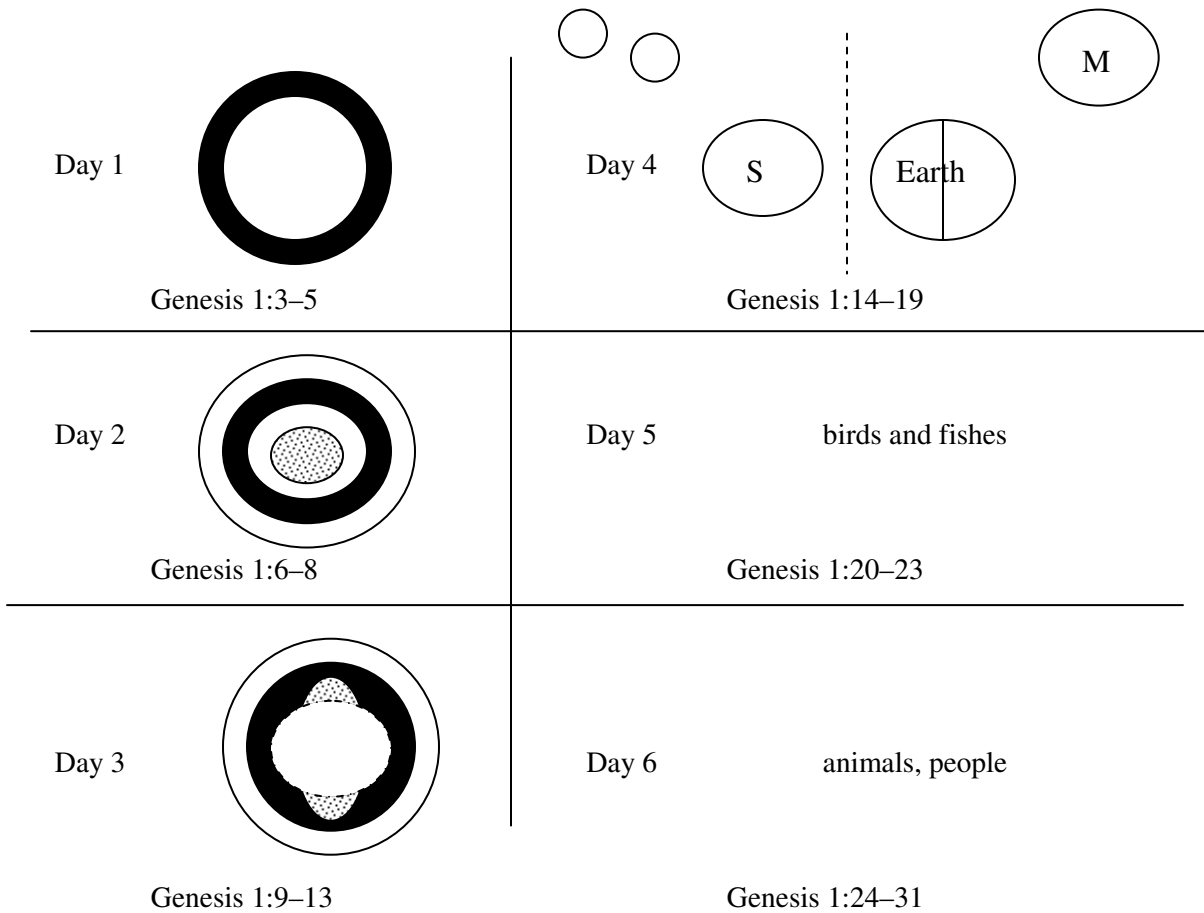 Day 1
Genesis 1:3–5
Day 4
S
Earth
M
Genesis 1:14–19
Day 2
Genesis 1:6–8
Day 5
birds and fishes
Genesis 1:20–23
Day 3
Genesis 1:9–13
Day 6
animals, people
Genesis 1:24–31